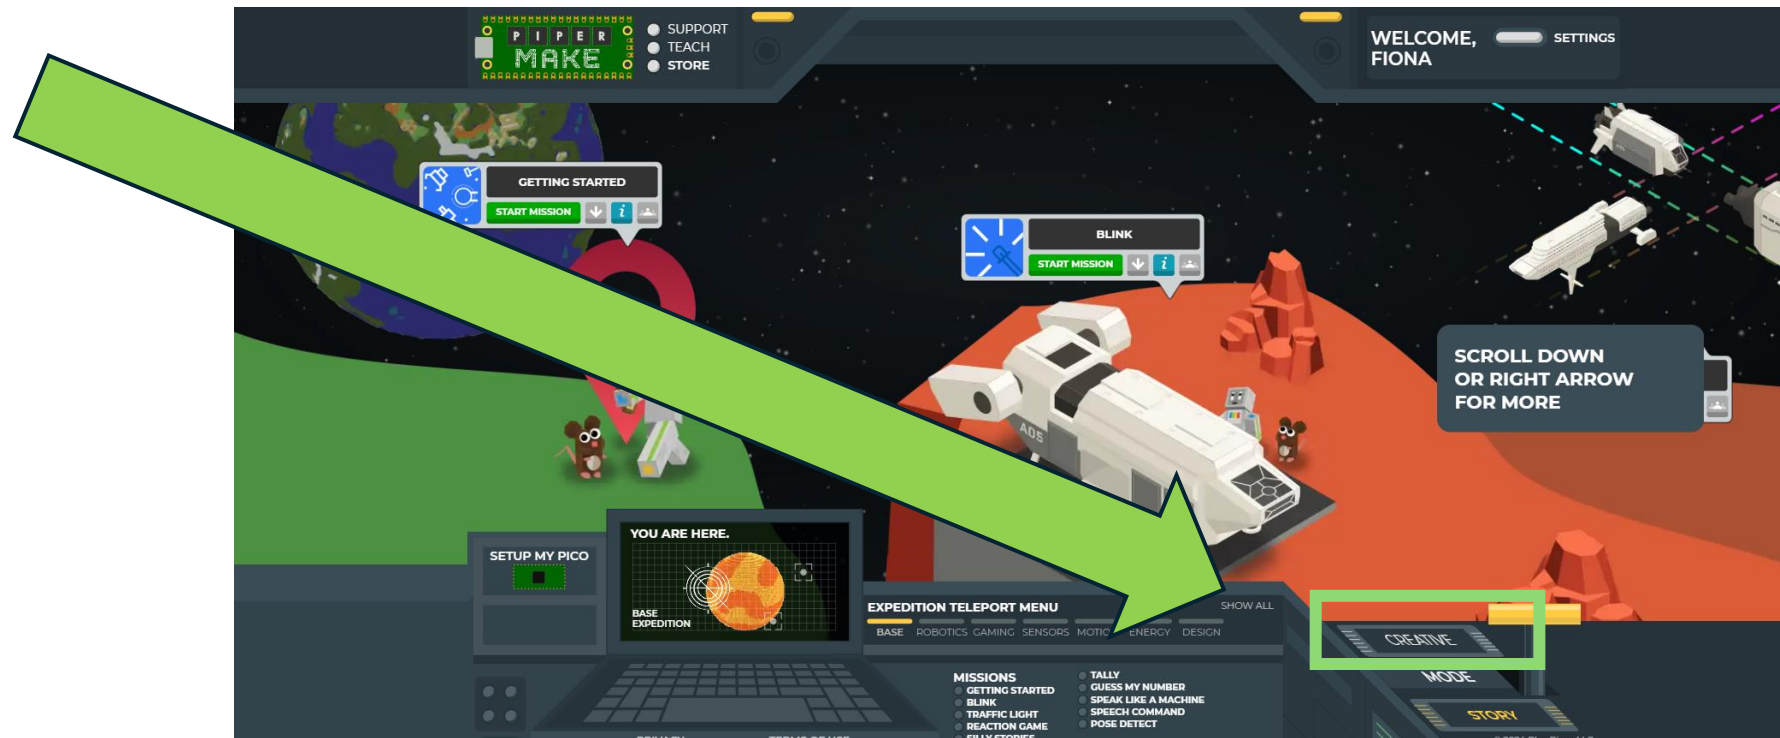 PIPER
MAKE
SUPPORT
TEACH
STORE
WELCOME,
FIONA
SETTINGS
GETTING STARTED
START MISSION
i
BLINK
START MISSION
i
SCROLL DOWN
OR RIGHT ARROW
FOR MORE
A05
SETUP MY PICO
YOU ARE HERE.
BASE
EXPEDITION
EXPEDITION TELEPORT MENU
SHOW ALL
BASE ROBOTICS GAMING SENSORS ENERGY DESIGN
MISSIONS
GETTING STARTED
BLINK
TRAFFIC LIGHT
REACTION GAME
SILLY STORIES
TALLY
GUESS MY NUMBER
SPEAK LIKE A MACHINE
SPEECH COMMAND
POSE DETECT
CREATIVE
MODE
STORY